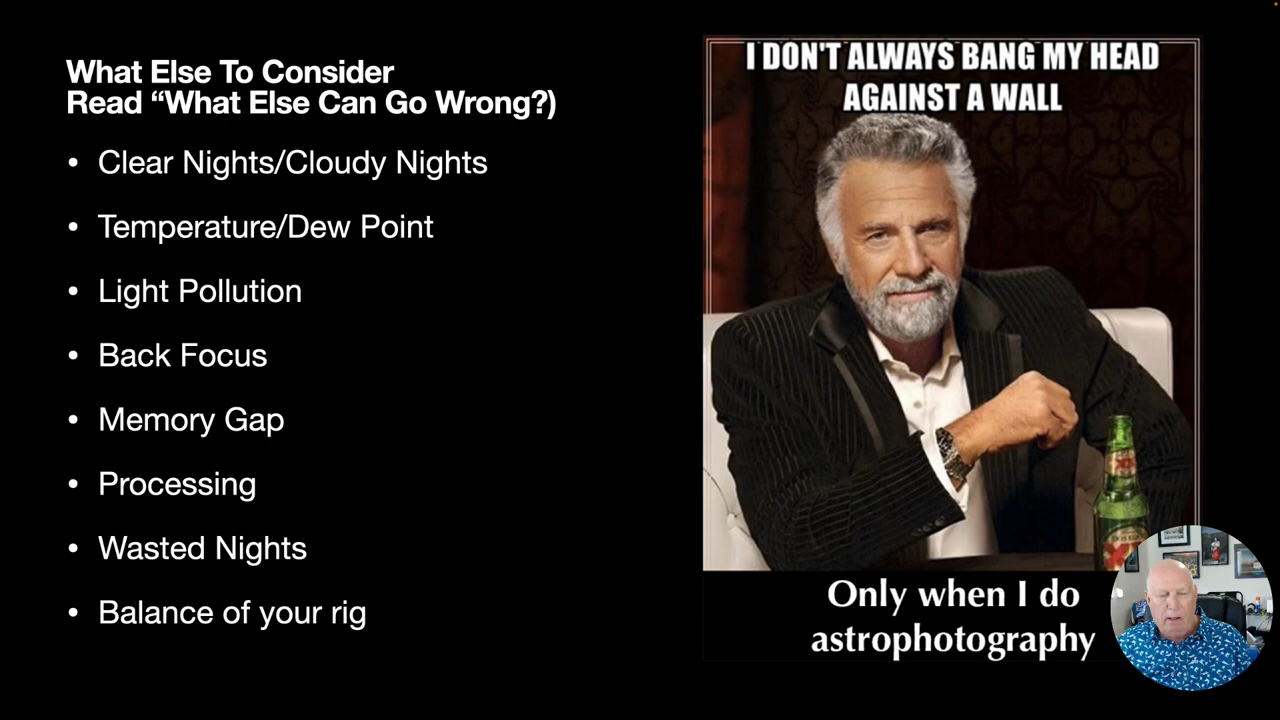 What Else To Consider
Read “What Else Can Go Wrong?)
• Clear Nights/Cloudy Nights
• Temperature/Dew Point
• Light Pollution
• Back Focus
• Memory Gap
• Processing
• Wasted Nights
• Balance of your rig
I DON'T ALWAYS BANG MY HEAD
AGAINST A WALL
Only when I do
astrophotography